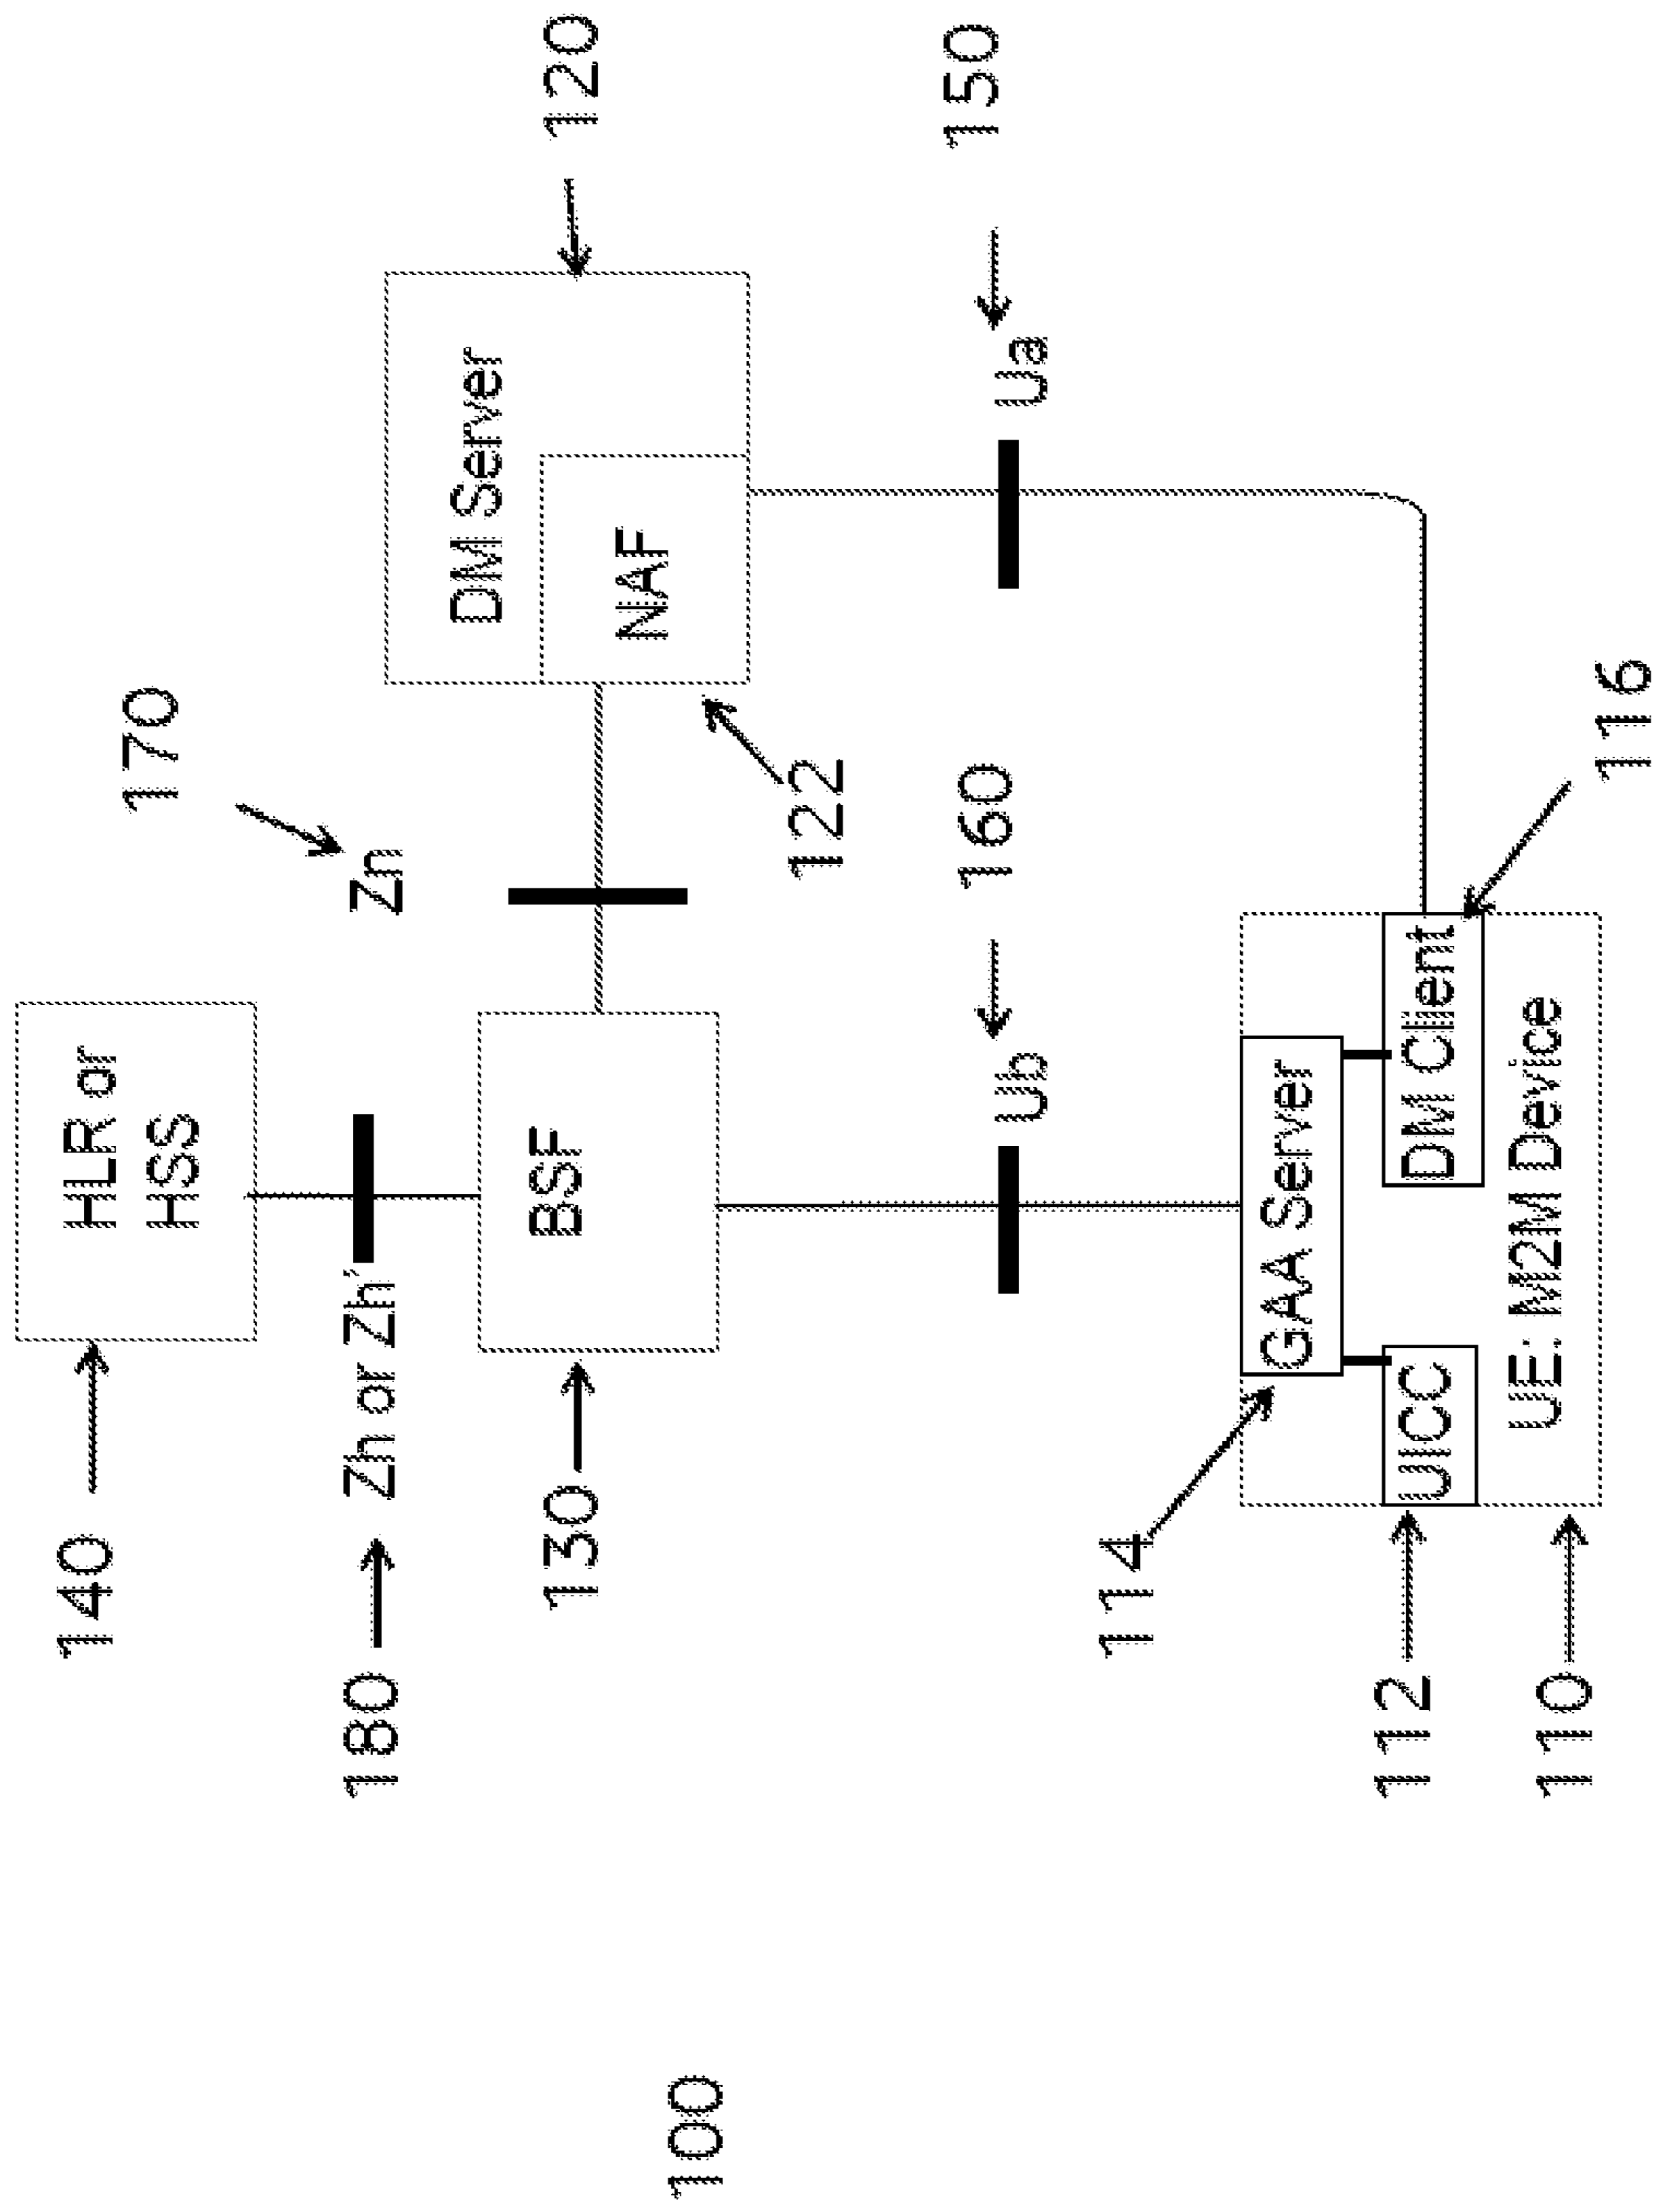 140
HLR or
HSS
180
Zh or Zh'
Zn
170
130
BSF
DM Server
NAF
120
122
100
Ub
160
Ua
150
114
GAA Server
112
UICC
DM Client
110
UE: M2M Device
116